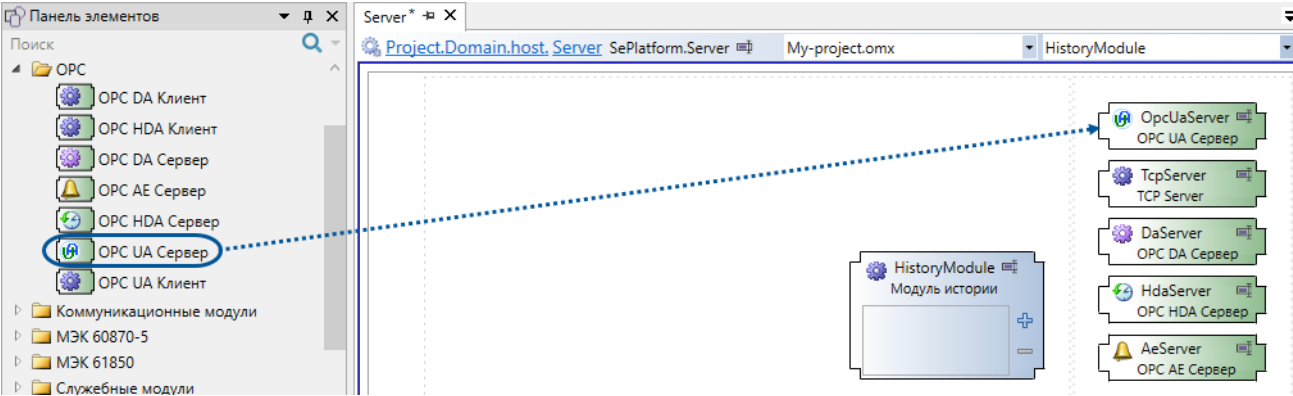 Панель элементов
Поиск
OPC
OPC DA Клиент
OPC HDA Клиент
OPC DA Сервер
OPC AE Сервер
OPC HDA Сервер
OPC UA Сервер
OPC UA Клиент
Коммуникационные модули
МЭК 60870-5
МЭК 61850
Служебные модули
Server*
Project.Domain.host. Server SePlatform.Server My-project.omx HistoryModule
OpcUaServer
OPC UA Сервер
TcpServer
TCP Server
DaServer
OPC DA Сервер
HistoryModule
Модуль истории
HdaServer
OPC HDA Сервер
AeServer
OPC AE Сервер